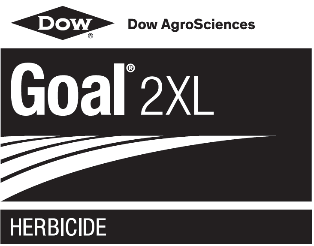 DOW® Dow AgroSciences
Goal® 2XL
HERBICIDE